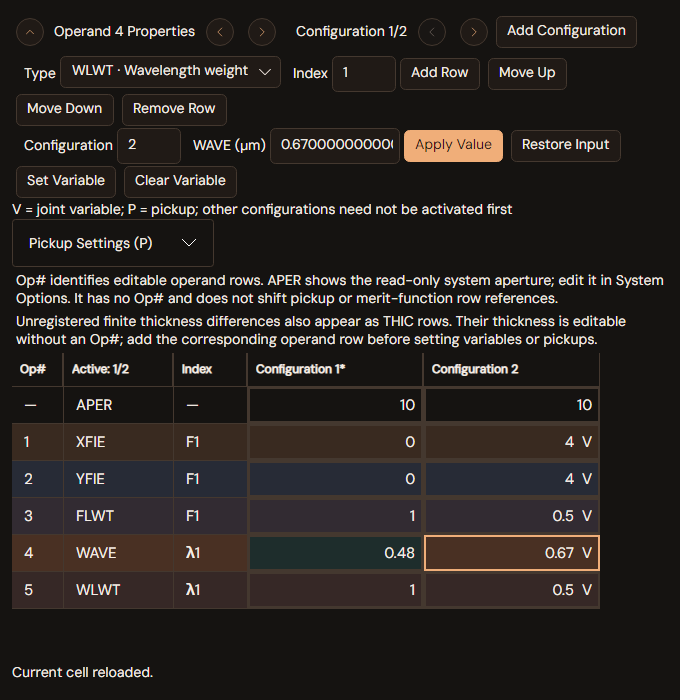 Operand 4 Properties Configuration 1/2 Add Configuration
Type WLWT · Wavelength weight Index 1 Add Row Move Up
Move Down Remove Row
Configuration 2 WAVE (µm) 0.670000000000( Apply Value Restore Input
Set Variable Clear Variable
V = joint variable; P = pickup; other configurations need not be activated first
Pickup Settings (P)
Op# identifies editable operand rows. APER shows the read-only system aperture; edit it in System
Options. It has no Op# and does not shift pickup or merit-function row references.
Unregistered finite thickness differences also appear as THIC rows. Their thickness is editable
without an Op#; add the corresponding operand row before setting variables or pickups.
Op# Active: 1/2 Index Configuration 1* Configuration 2
— APER — 10 10
1 XFIE F1 0 4 V
2 YFIE F1 0 4 V
3 FLWT F1 1 0.5 V
4 WAVE λ1 0.48 0.67 V
5 WLWT λ1 1 0.5 V
Current cell reloaded.